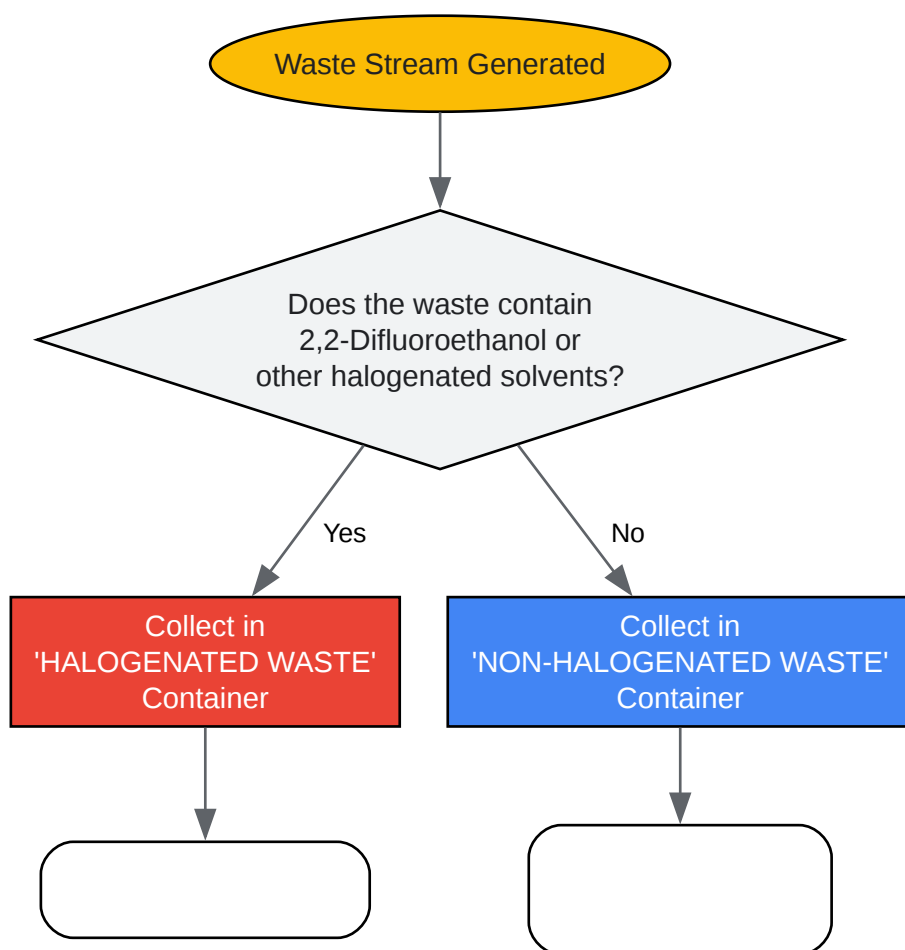 Waste Stream Generated
Does the waste contain
2,2-Difluoroethanol or
other halogenated solvents?
Yes
No
Collect in
'HALOGENATED WASTE'
Container
Collect in
'NON-HALOGENATED WASTE'
Container